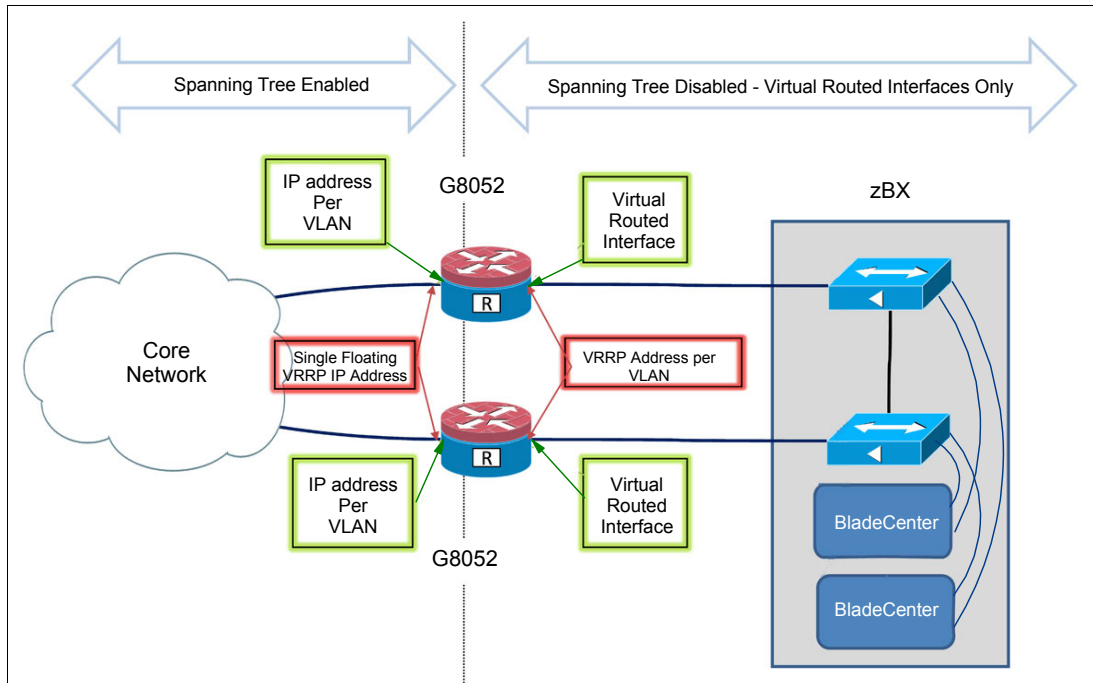 Spanning Tree Enabled
Spanning Tree Disabled - Virtual Routed Interfaces Only
IP address
Per
VLAN
G8052
Virtual
Routed
Interface
zBX
R
Core
Network
Single Floating
VRRP IP Address
VRRP Address per
VLAN
R
IP address
Per
VLAN
Virtual
Routed
Interface
G8052
BladeCenter
BladeCenter